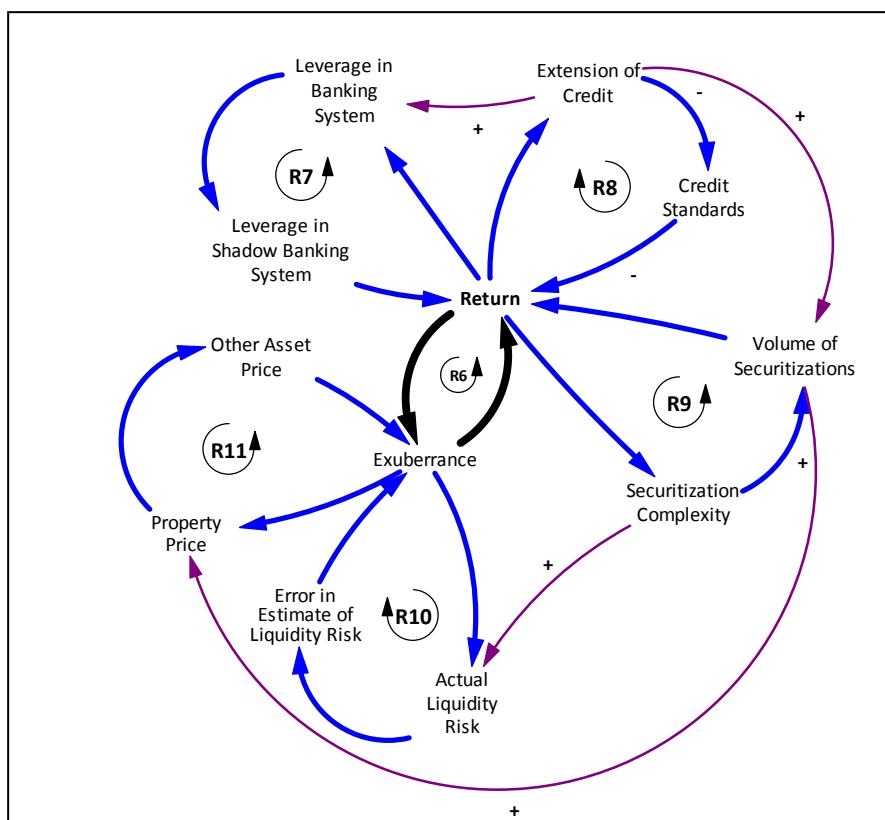 Leverage in
Banking
System
Extension of
Credit
-
+
+
R7
R8
Credit
Standards
Leverage in
Shadow Banking
System
-
Return
Other Asset
Price
Volume of
Securitizations
R6
R9
R11
Exuberrance
+
Securitization
Complexity
Property
Price
+
Error in
Estimate of
Liquidity Risk
R10
Actual
Liquidity
Risk
+